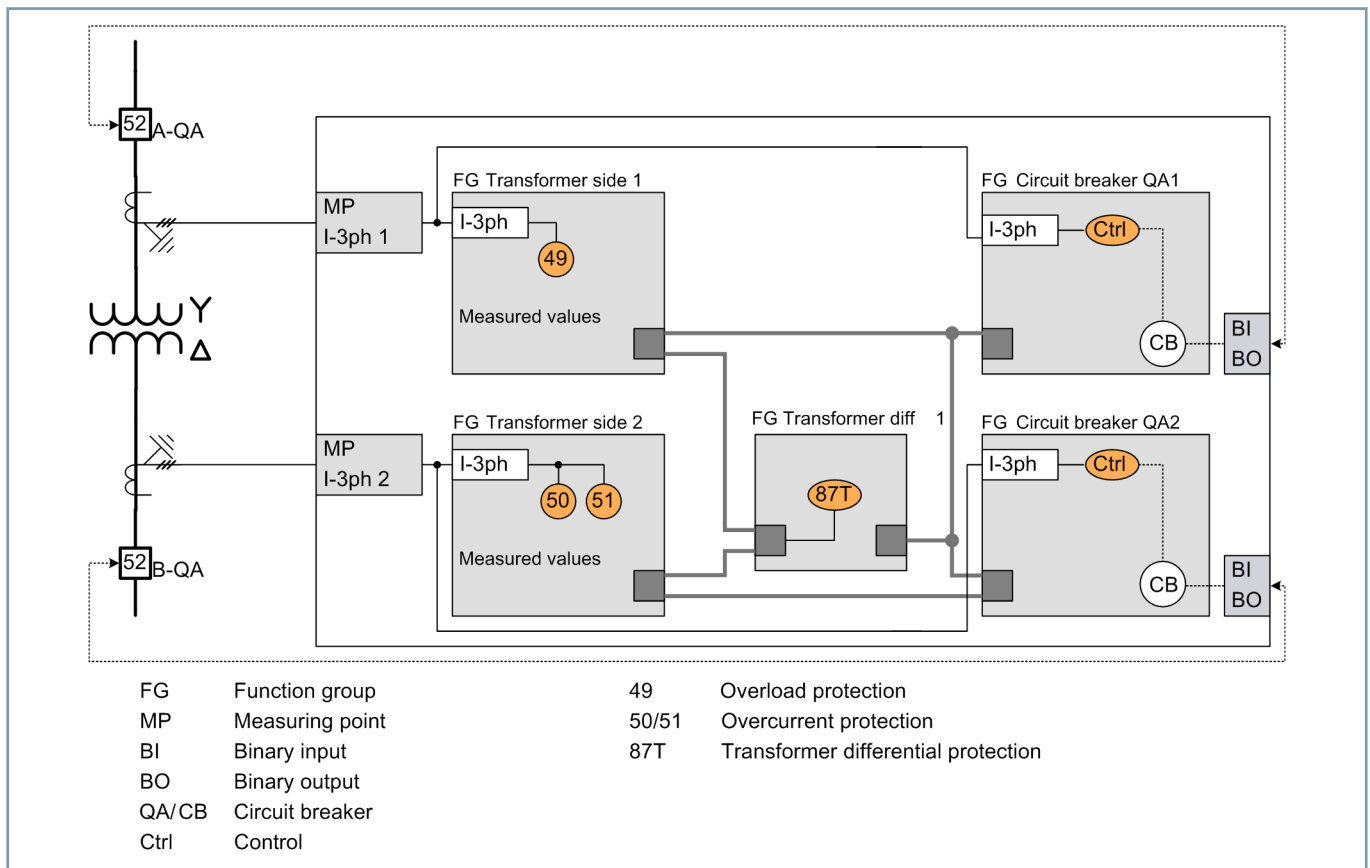 52
A-QA
MP
I-3ph 1
FG Transformer side 1
I-3ph
49
Measured values
FG Circuit breaker QA1
I-3ph
Ctrl
CB
BI
BO
Y
Δ
MP
I-3ph 2
FG Transformer side 2
I-3ph
50
51
Measured values
FG Transformer diff 1
87T
FG Circuit breaker QA2
I-3ph
Ctrl
CB
BI
BO
52
B-QA
FG Function group
MP Measuring point
BI Binary input
BO Binary output
QA/CB Circuit breaker
Ctrl Control
49 Overload protection
50/51 Overcurrent protection
87T Transformer differential protection